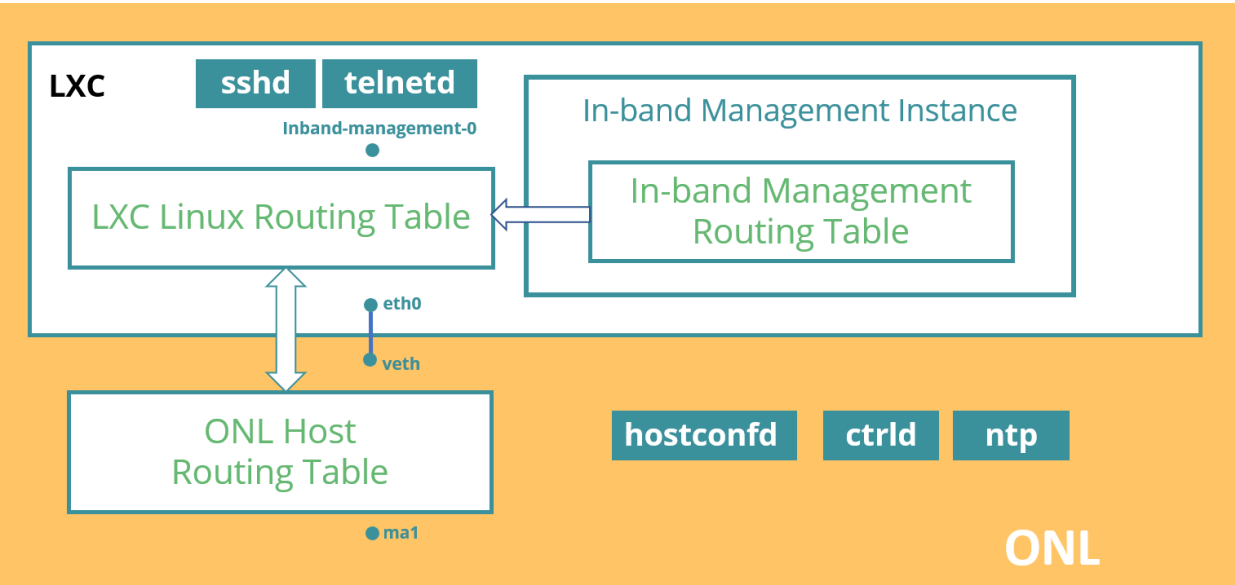 LXC
sshd
telnetd
Inband-management-0
In-band Management Instance
LXC Linux Routing Table
In-band Management
Routing Table
eth0
veth
ONL Host
Routing Table
hostconfd
ctrld
ntp
ma1
ONL